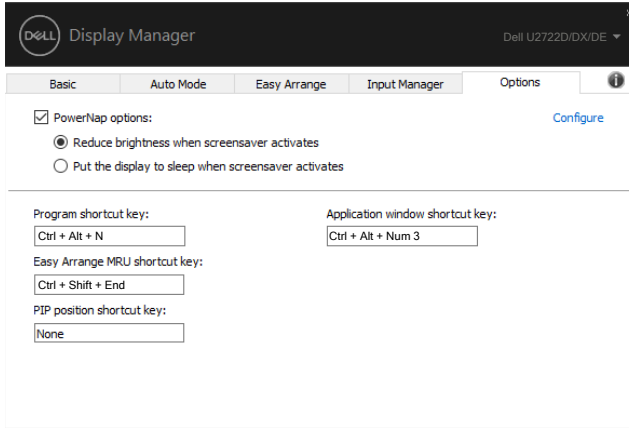 DELL Display Manager
Dell U2722D/DX/DE
Basic Auto Mode Easy Arrange Input Manager Options
PowerNap options:
Configure
Reduce brightness when screensaver activates
Put the display to sleep when screensaver activates
Program shortcut key:
Application window shortcut key:
Ctrl + Alt + N
Ctrl + Alt + Num 3
Easy Arrange MRU shortcut key:
Ctrl + Shift + End
PIP position shortcut key:
None